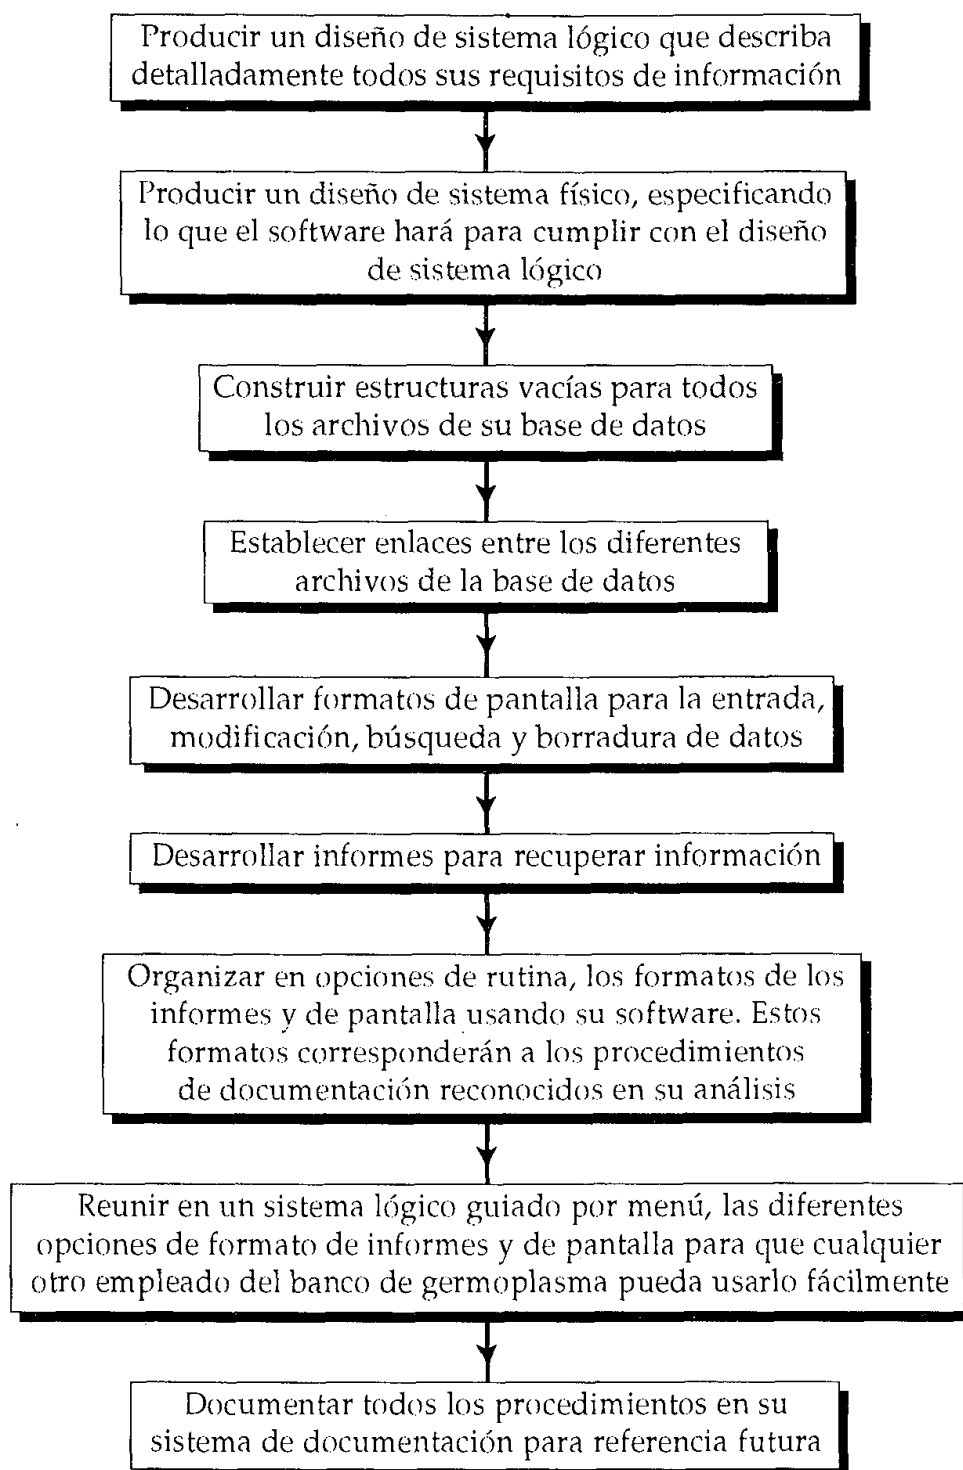 Producir un diseño de sistema lógico que describa
detalladamente todos sus requisitos de información
Producir un diseño de sistema físico, especificando
lo que el software hará para cumplir con el diseño
de sistema lógico
Construir estructuras vacías para todos
los archivos de su base de datos
Establecer enlaces entre los diferentes
archivos de la base de datos
Desarrollar formatos de pantalla para la entrada,
modificación, búsqueda y borradura de datos
Desarrollar informes para recuperar información
Organizar en opciones de rutina, los formatos de los
informes y de pantalla usando su software. Estos
formatos corresponderán a los procedimientos
de documentación reconocidos en su análisis
Reunir en un sistema lógico guiado por menú, las diferentes
opciones de formato de informes y de pantalla para que cualquier
otro empleado del banco de germoplasma pueda usarlo fácilmente
Documentar todos los procedimientos en su
sistema de documentación para referencia futura